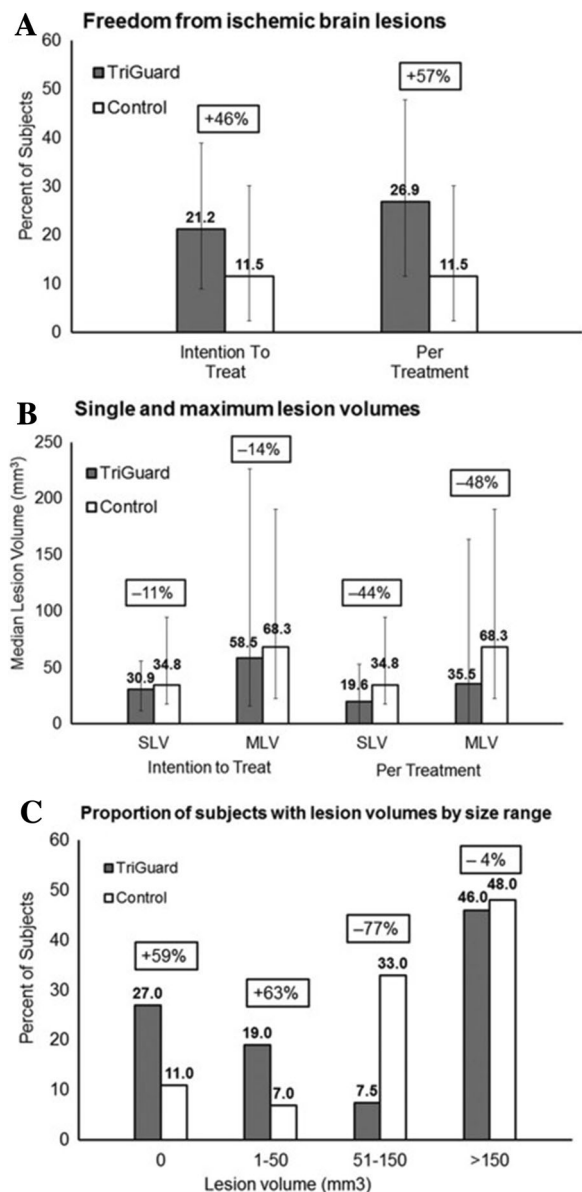 A
Freedom from ischemic brain lesions
60
50
40
30
20
10
0
Percent of Subjects
TriGuard
Control
+46%
+57%
21.2
11.5
26.9
11.5
Intention To
Treat
Per
Treatment
B
Single and maximum lesion volumes
250
200
150
100
50
0
Median Lesion Volume (mm³)
TriGuard
Control
–11%
–14%
–44%
–48%
30.9
34.8
58.5
68.3
19.6
34.8
35.5
68.3
SLV
MLV
SLV
MLV
Intention to Treat
Per Treatment
C
Proportion of subjects with lesion volumes by size range
60
50
40
30
20
10
0
Percent of Subjects
TriGuard
Control
+59%
+63%
–77%
– 4%
27.0
11.0
19.0
7.0
7.5
33.0
46.0
48.0
0
1-50
51-150
>150
Lesion volume (mm3)